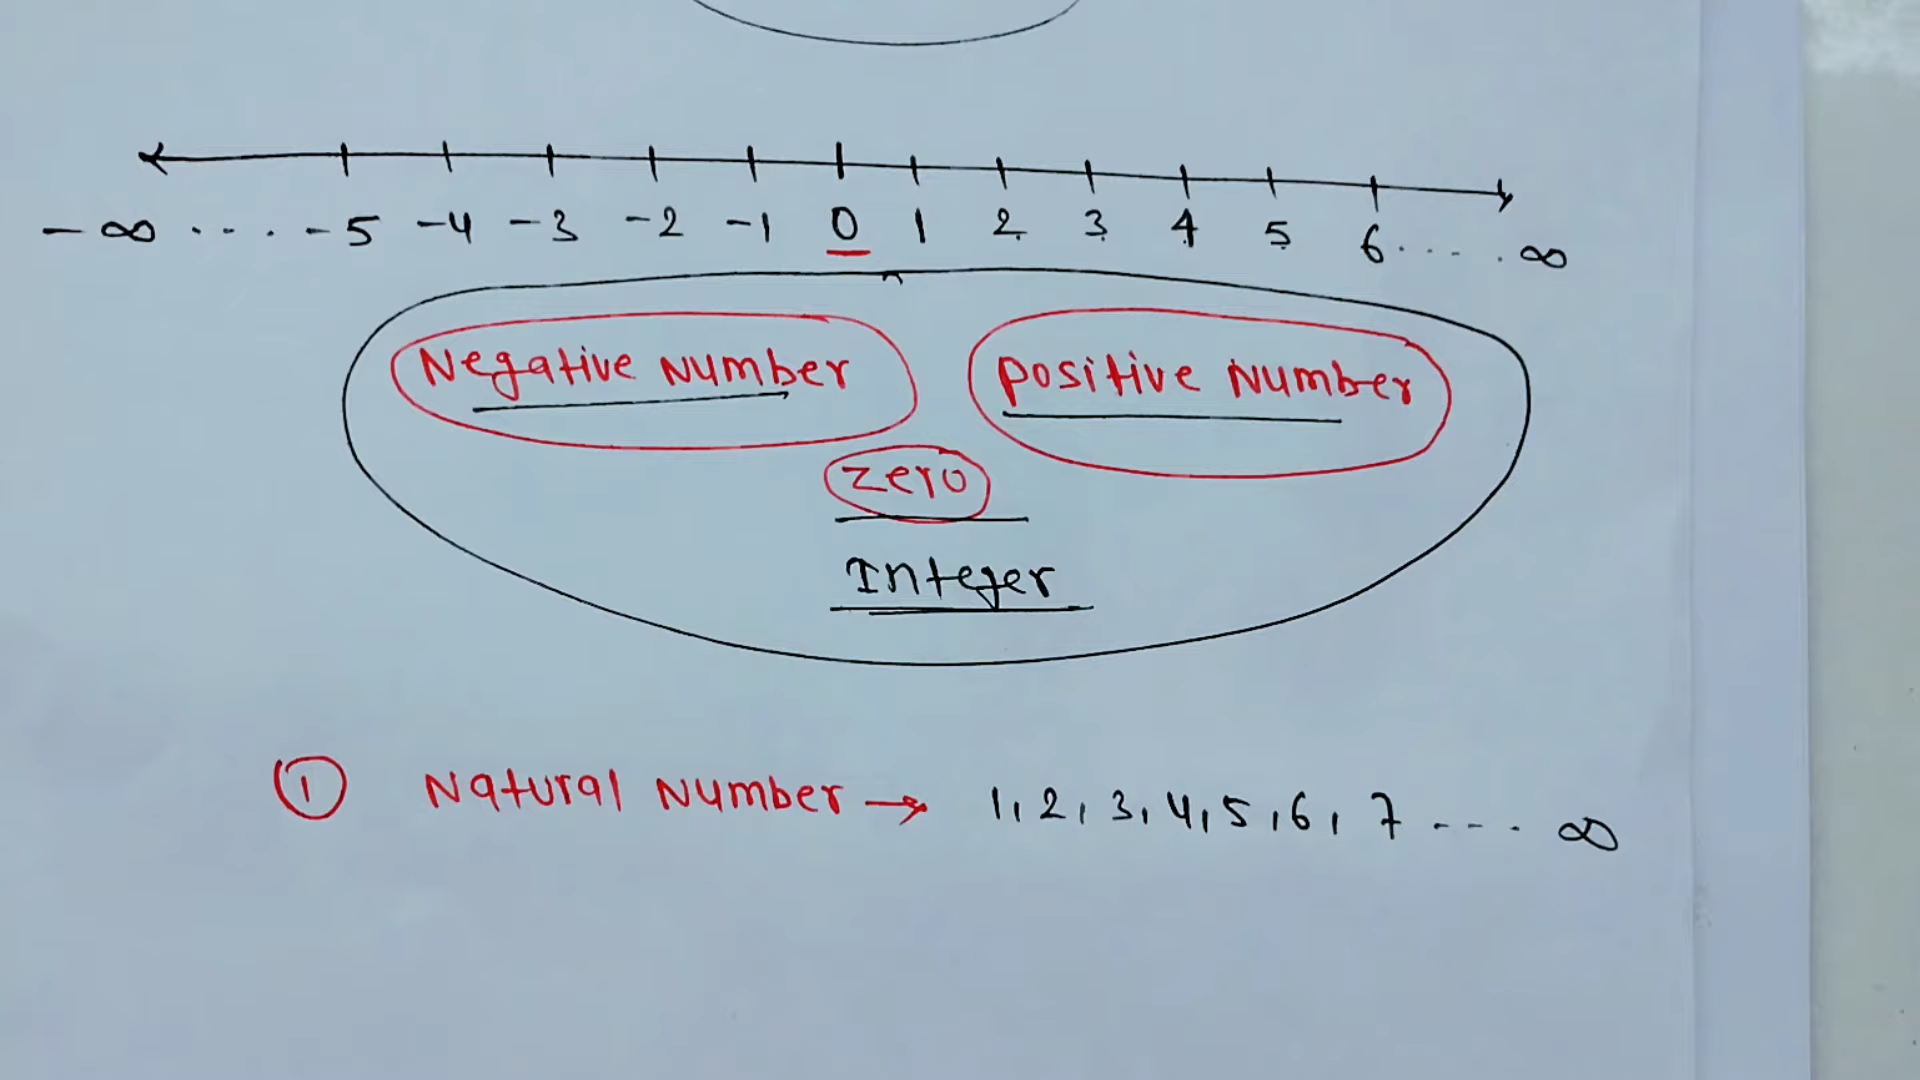 - ∞ .... -5 -4 -3 -2 -1 0 1 2 3 4 5 6 ..... ∞
Negative Number positive Number
zero
Integer
① Natural Number → 1, 2, 3, 4, 5, 6, 7 ---. ∞